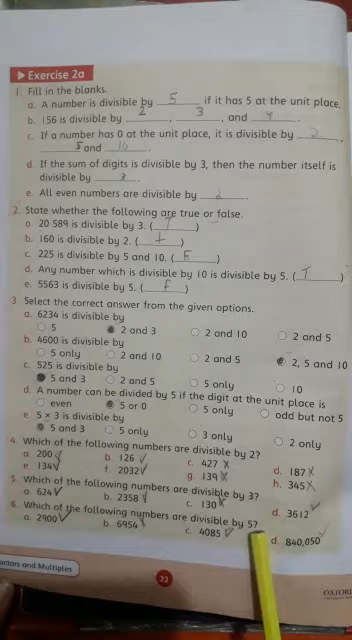 Exercise 2a
1. Fill in the blanks.
a. A number is divisible by 5 if it has 5 at the unit place.
b. 156 is divisible by 2, 3, and 4.
c. If a number has 0 at the unit place, it is divisible by 2,
5 and 10.
d. If the sum of digits is divisible by 3, then the number itself is
divisible by 3.
e. All even numbers are divisible by 2.
2. State whether the following are true or false.
a. 20 589 is divisible by 3. (T)
b. 160 is divisible by 2. (T)
c. 225 is divisible by 5 and 10. (F)
d. Any number which is divisible by 10 is divisible by 5. (T)
e. 5563 is divisible by 5. (F)
3 Select the correct answer from the given options.
a. 6234 is divisible by
5 2 and 3 2 and 10 2 and 5
b. 4600 is divisible by
5 only 2 and 10 2 and 5 2, 5 and 10
c. 525 is divisible by
5 and 3 2 and 5 5 only 10
d. A number can be divided by 5 if the digit at the unit place is
even 5 or 0 5 only odd but not 5
e. 5 × 3 is divisible by
5 and 3 5 only 3 only 2 only
4. Which of the following numbers are divisible by 2?
a. 200 ✓ b. 126 ✓ c. 427 ✗ d. 187 ✗
e. 134 ✓ f. 2032 ✓ g. 139 ✗ h. 345 ✗
5. Which of the following numbers are divisible by 3?
a. 624 ✓ b. 2358 ✓ c. 130 ✗ d. 3612 ✓
6. Which of the following numbers are divisible by 5?
a. 2900 ✓ b. 6954 c. 4085 ✓ d. 840,050 ✓
actors and Multiples
22
OXFOR